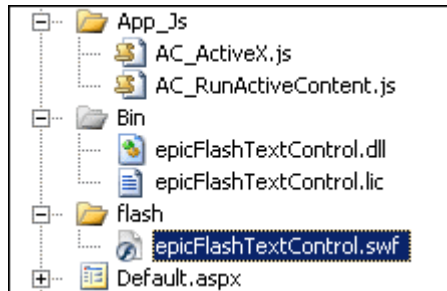 App_Js
AC_ActiveX.js
AC_RunActiveContent.js
Bin
epicFlashTextControl.dll
epicFlashTextControl.lic
flash
epicFlashTextControl.swf
Default.aspx